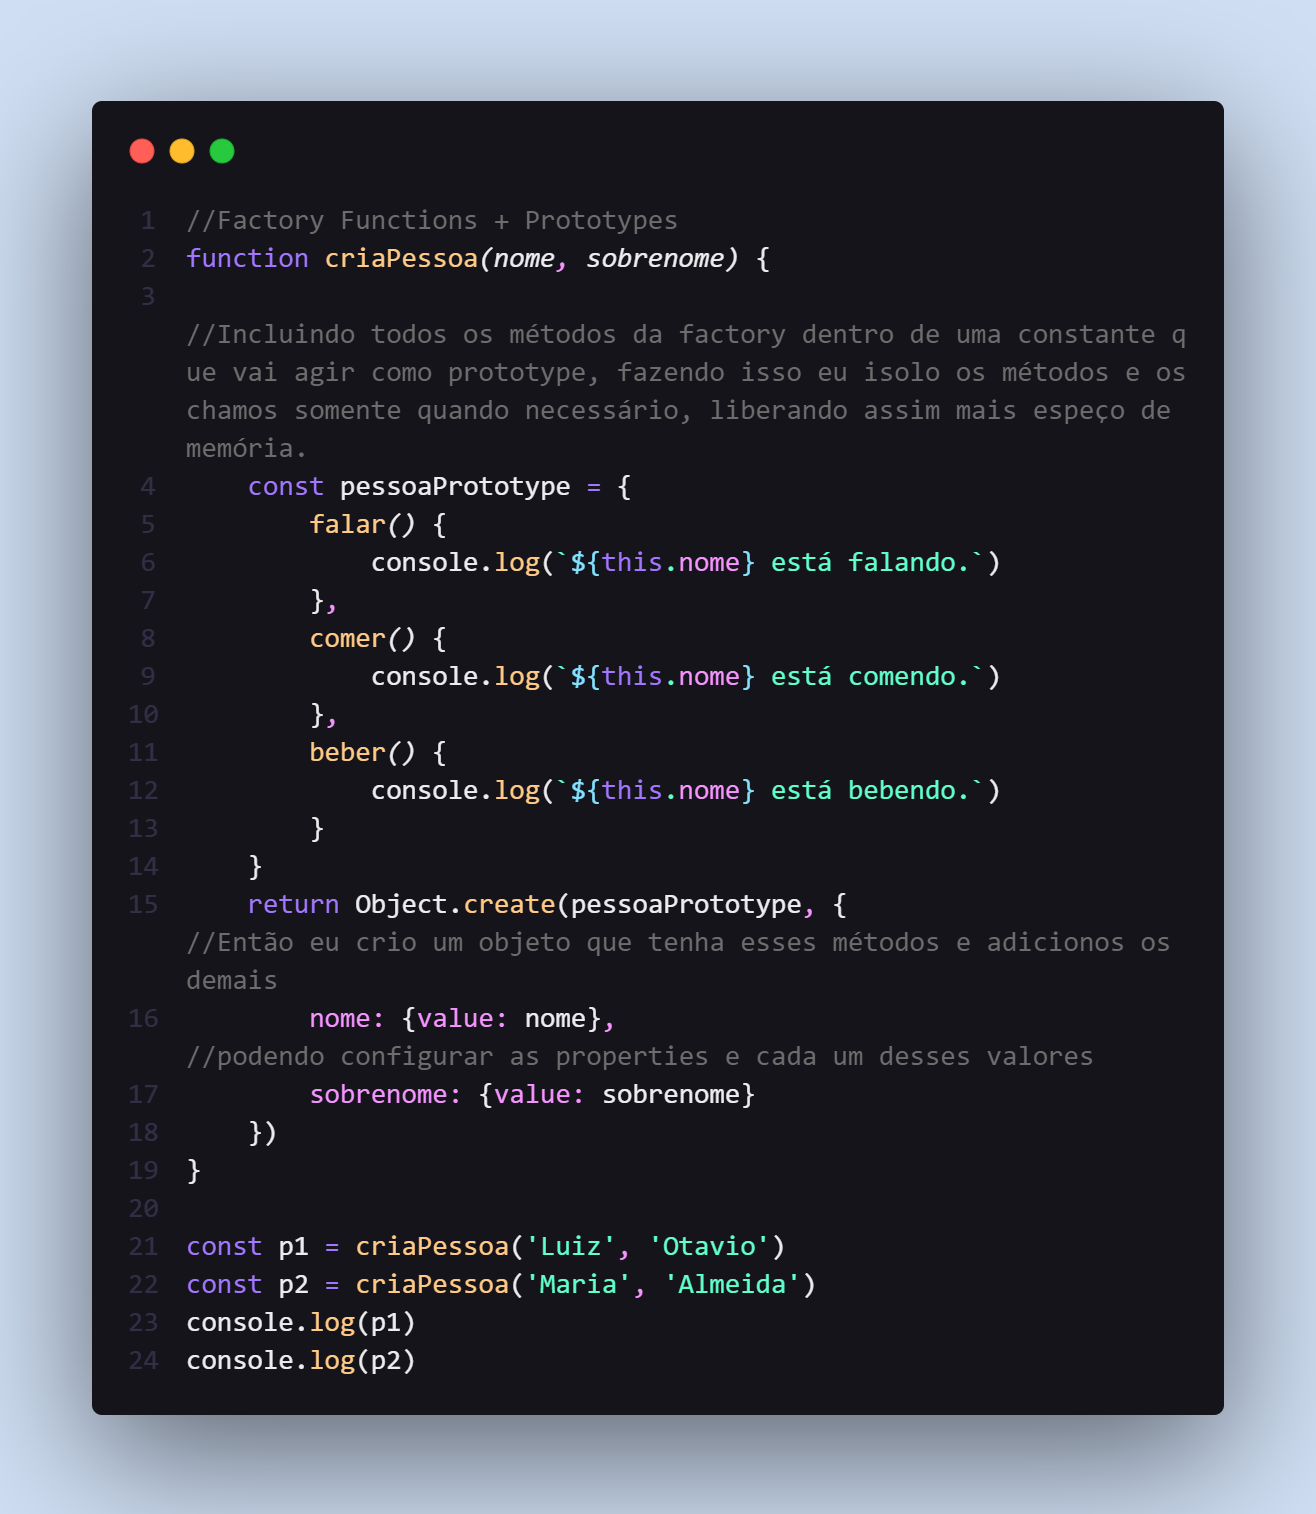 1 //Factory Functions + Prototypes
2 function criaPessoa(nome, sobrenome) {
3
//Incluindo todos os métodos da factory dentro de uma constante q
ue vai agir como prototype, fazendo isso eu isolo os métodos e os
chamos somente quando necessário, liberando assim mais espeço de
memória.
4     const pessoaPrototype = {
5         falar() {
6             console.log(`${this.nome} está falando.`)
7         },
8         comer() {
9             console.log(`${this.nome} está comendo.`)
10         },
11         beber() {
12             console.log(`${this.nome} está bebendo.`)
13         }
14     }
15     return Object.create(pessoaPrototype, {
//Então eu crio um objeto que tenha esses métodos e adicionos os
demais
16         nome: {value: nome},
//podendo configurar as properties e cada um desses valores
17         sobrenome: {value: sobrenome}
18     })
19 }
20
21 const p1 = criaPessoa('Luiz', 'Otavio')
22 const p2 = criaPessoa('Maria', 'Almeida')
23 console.log(p1)
24 console.log(p2)